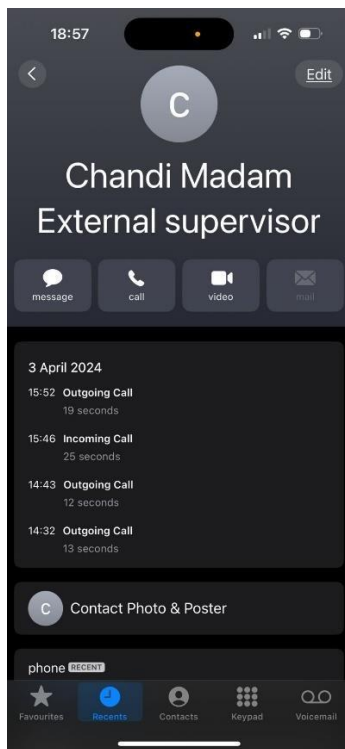 18:57
Edit
C
Chandi Madam
External supervisor
message call video mail
3 April 2024
15:52 Outgoing Call
19 seconds
15:46 Incoming Call
25 seconds
14:43 Outgoing Call
12 seconds
14:32 Outgoing Call
13 seconds
C Contact Photo & Poster
phone RECENT
Favourites Recents Contacts Keypad Voicemail